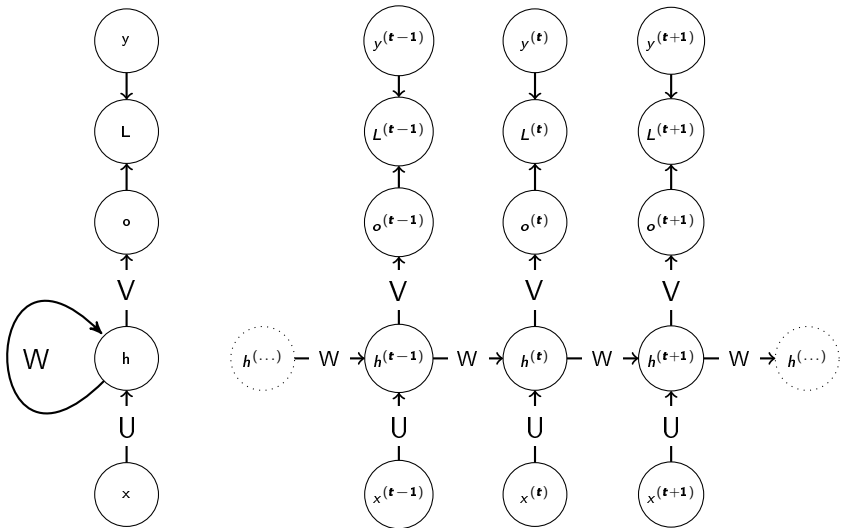 y y^(t−1) y^(t) y^(t+1)
L L^(t−1) L^(t) L^(t+1)
o o^(t−1) o^(t) o^(t+1)
V V V V
W h h^(...) W h^(t−1) W h^(t) W h^(t+1) W h^(...)
U U U U
x x^(t−1) x^(t) x^(t+1)